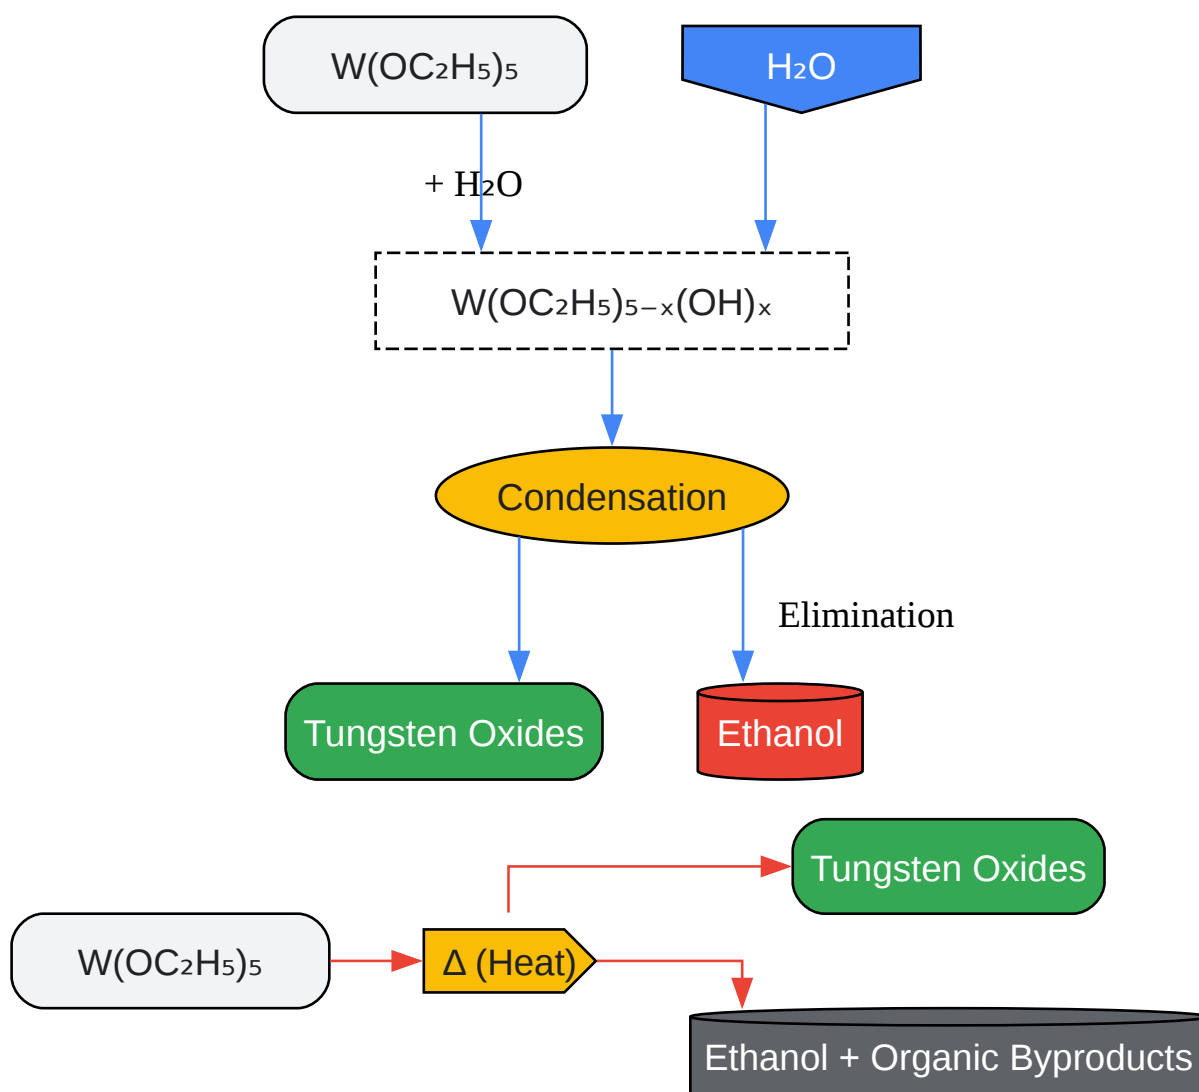 W(OC₂H₅)₅
H₂O
+ H₂O
W(OC₂H₅)₅₋ₓ(OH)ₓ
Condensation
Elimination
Tungsten Oxides
Ethanol
Tungsten Oxides
W(OC₂H₅)₅
Δ (Heat)
Ethanol + Organic Byproducts